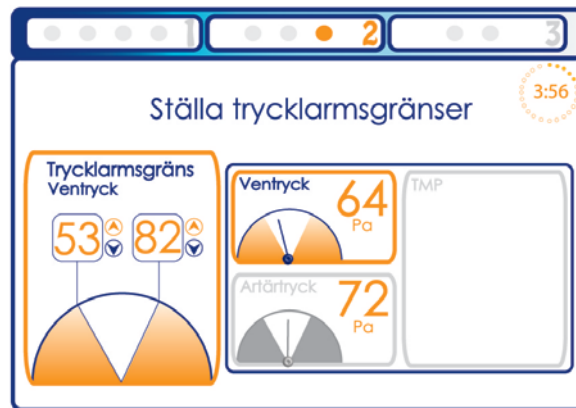 1
2
3
3:56
Ställa trycklarmsgränser
Trycklarmsgräns
Ventryck
53
82
Ventryck
64
Pa
Artärtryck
72
Pa
TMP